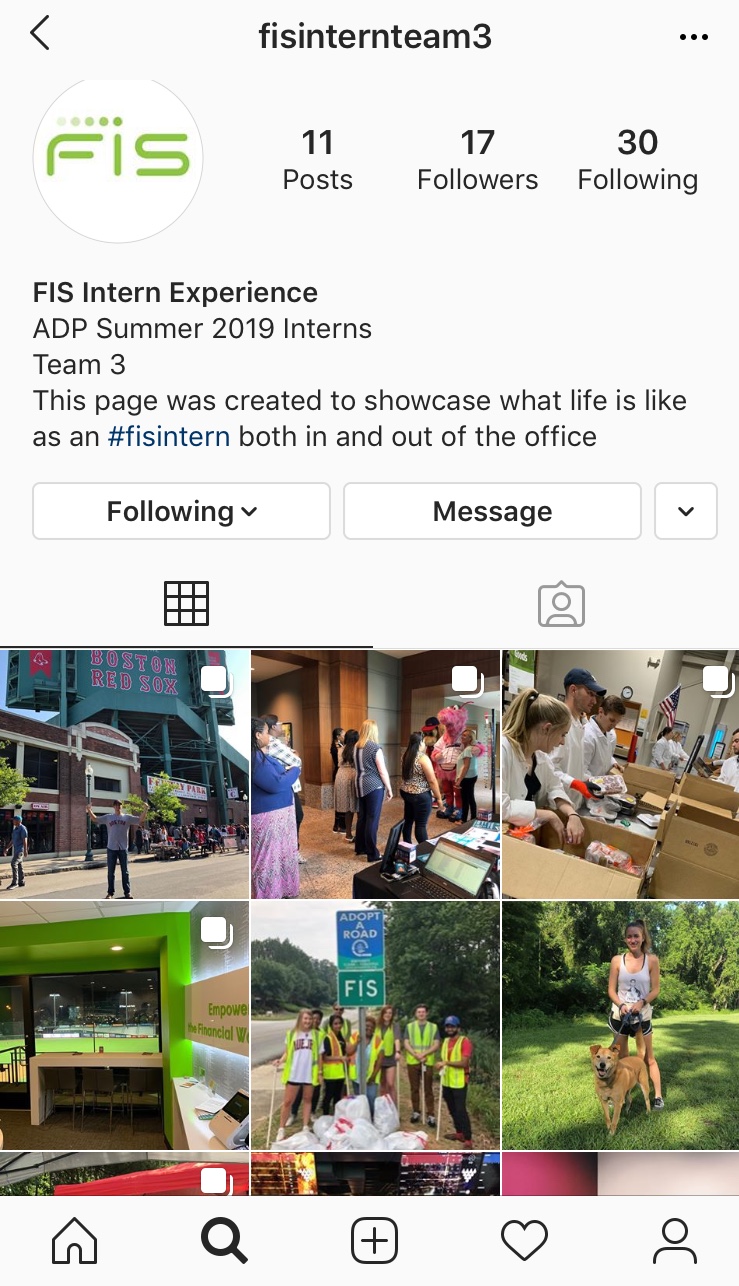 fisinternteam3
FIS
11
Posts
17
Followers
30
Following
FIS Intern Experience
ADP Summer 2019 Interns
Team 3
This page was created to showcase what life is like
as an #fisintern both in and out of the office
Following
Message
BOSTON
RED SOX
ADOPT
A
ROAD
FIS
Empowe
the Financial Wo